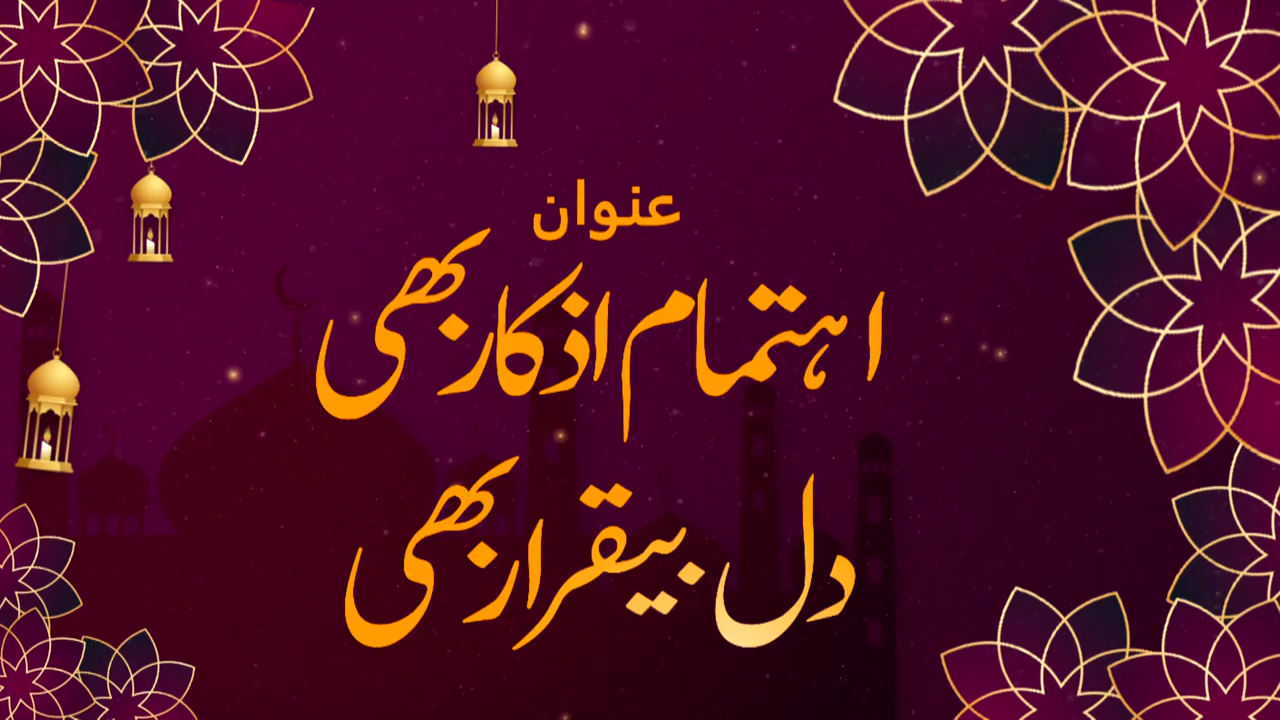 عنوان
اہتمام اذکار بھی
دل بیقرار بھی